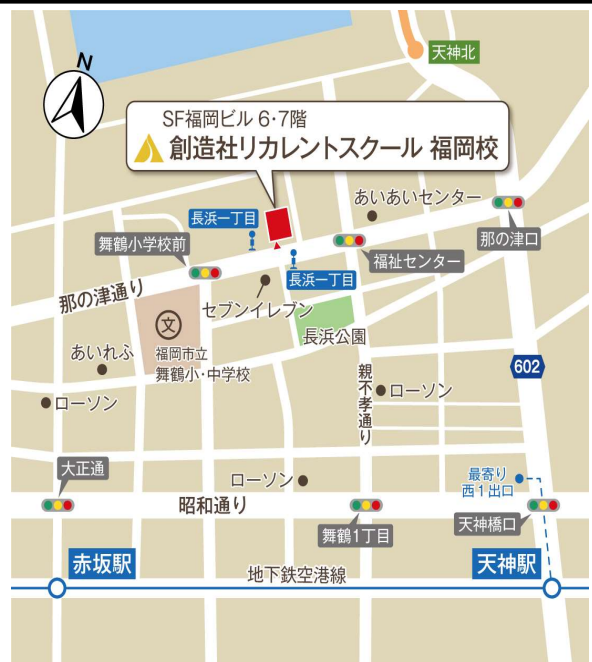 天神北
N
SF福岡ビル 6・7階
創造社リカレントスクール 福岡校
あいあいセンター
長浜一丁目
舞鶴小学校前
那の津口
福祉センター
長浜一丁目
那の津通り
セブンイレブン
文
長浜公園
あいれふ
福岡市立
舞鶴小・中学校
602
親不孝通り
ローソン
ローソン
大正通
ローソン
最寄り
西1出口
昭和通り
舞鶴1丁目
天神橋口
赤坂駅
地下鉄空港線
天神駅